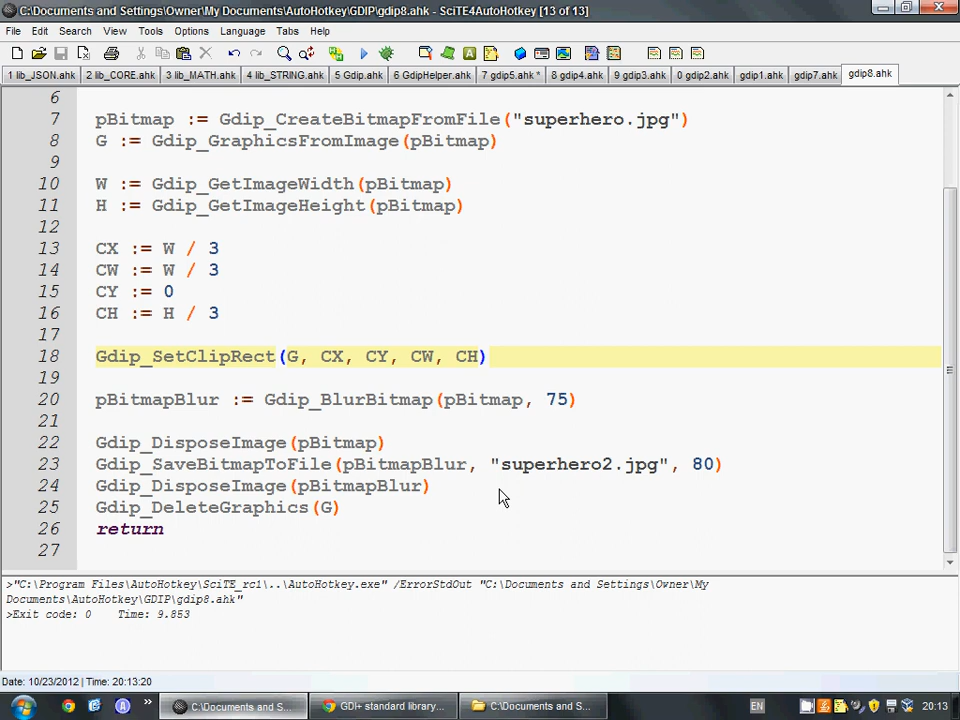 C:\Documents and Settings\Owner\My Documents\AutoHotkey\GDIP\gdip8.ahk - SciTE4AutoHotkey [13 of 13]
File Edit Search View Tools Options Language Tabs Help
1 lib_JSON.ahk 2 lib_CORE.ahk 3 lib_MATH.ahk 4 lib_STRING.ahk 5 Gdip.ahk 6 GdipHelper.ahk 7 gdip5.ahk * 8 gdip4.ahk 9 gdip3.ahk 0 gdip2.ahk gdip1.ahk gdip7.ahk gdip8.ahk
6
7 pBitmap := Gdip_CreateBitmapFromFile("superhero.jpg")
8 G := Gdip_GraphicsFromImage(pBitmap)
9
10 W := Gdip_GetImageWidth(pBitmap)
11 H := Gdip_GetImageHeight(pBitmap)
12
13 CX := W / 3
14 CW := W / 3
15 CY := 0
16 CH := H / 3
17
18 Gdip_SetClipRect(G, CX, CY, CW, CH)
19
20 pBitmapBlur := Gdip_BlurBitmap(pBitmap, 75)
21
22 Gdip_DisposeImage(pBitmap)
23 Gdip_SaveBitmapToFile(pBitmapBlur, "superhero2.jpg", 80)
24 Gdip_DisposeImage(pBitmapBlur)
25 Gdip_DeleteGraphics(G)
26 return
27
>"C:\Program Files\AutoHotkey\SciTE_rc1\..\AutoHotkey.exe" /ErrorStdOut "C:\Documents and Settings\Owner\My
Documents\AutoHotkey\GDIP\gdip8.ahk"
>Exit code: 0 Time: 9.853
Date: 10/23/2012 | Time: 20:13:20
C:\Documents and S... GDI+ standard library... C:\Documents and S... EN 20:13